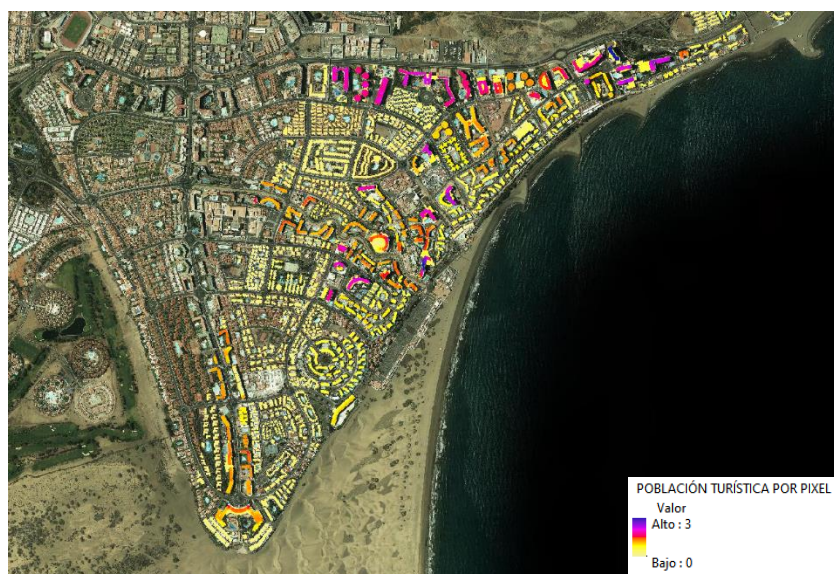 POBLACIÓN TURÍSTICA POR PIXEL
Valor
Alto : 3
Bajo : 0